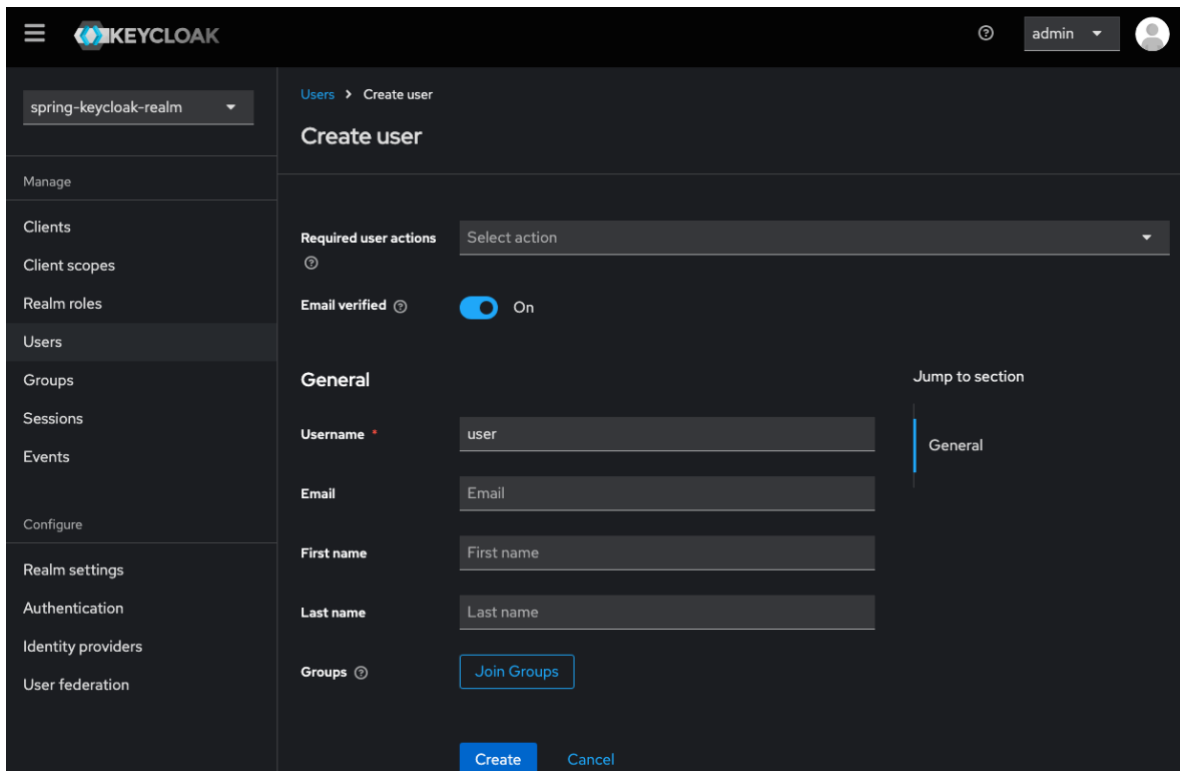 KEYCLOAK
admin
spring-keycloak-realm
Manage
Clients
Client scopes
Realm roles
Users
Groups
Sessions
Events
Configure
Realm settings
Authentication
Identity providers
User federation
Users > Create user
Create user
Required user actions
Select action
Email verified
On
General
Username *
user
Email
Email
First name
First name
Last name
Last name
Groups
Join Groups
Create
Cancel
Jump to section
General